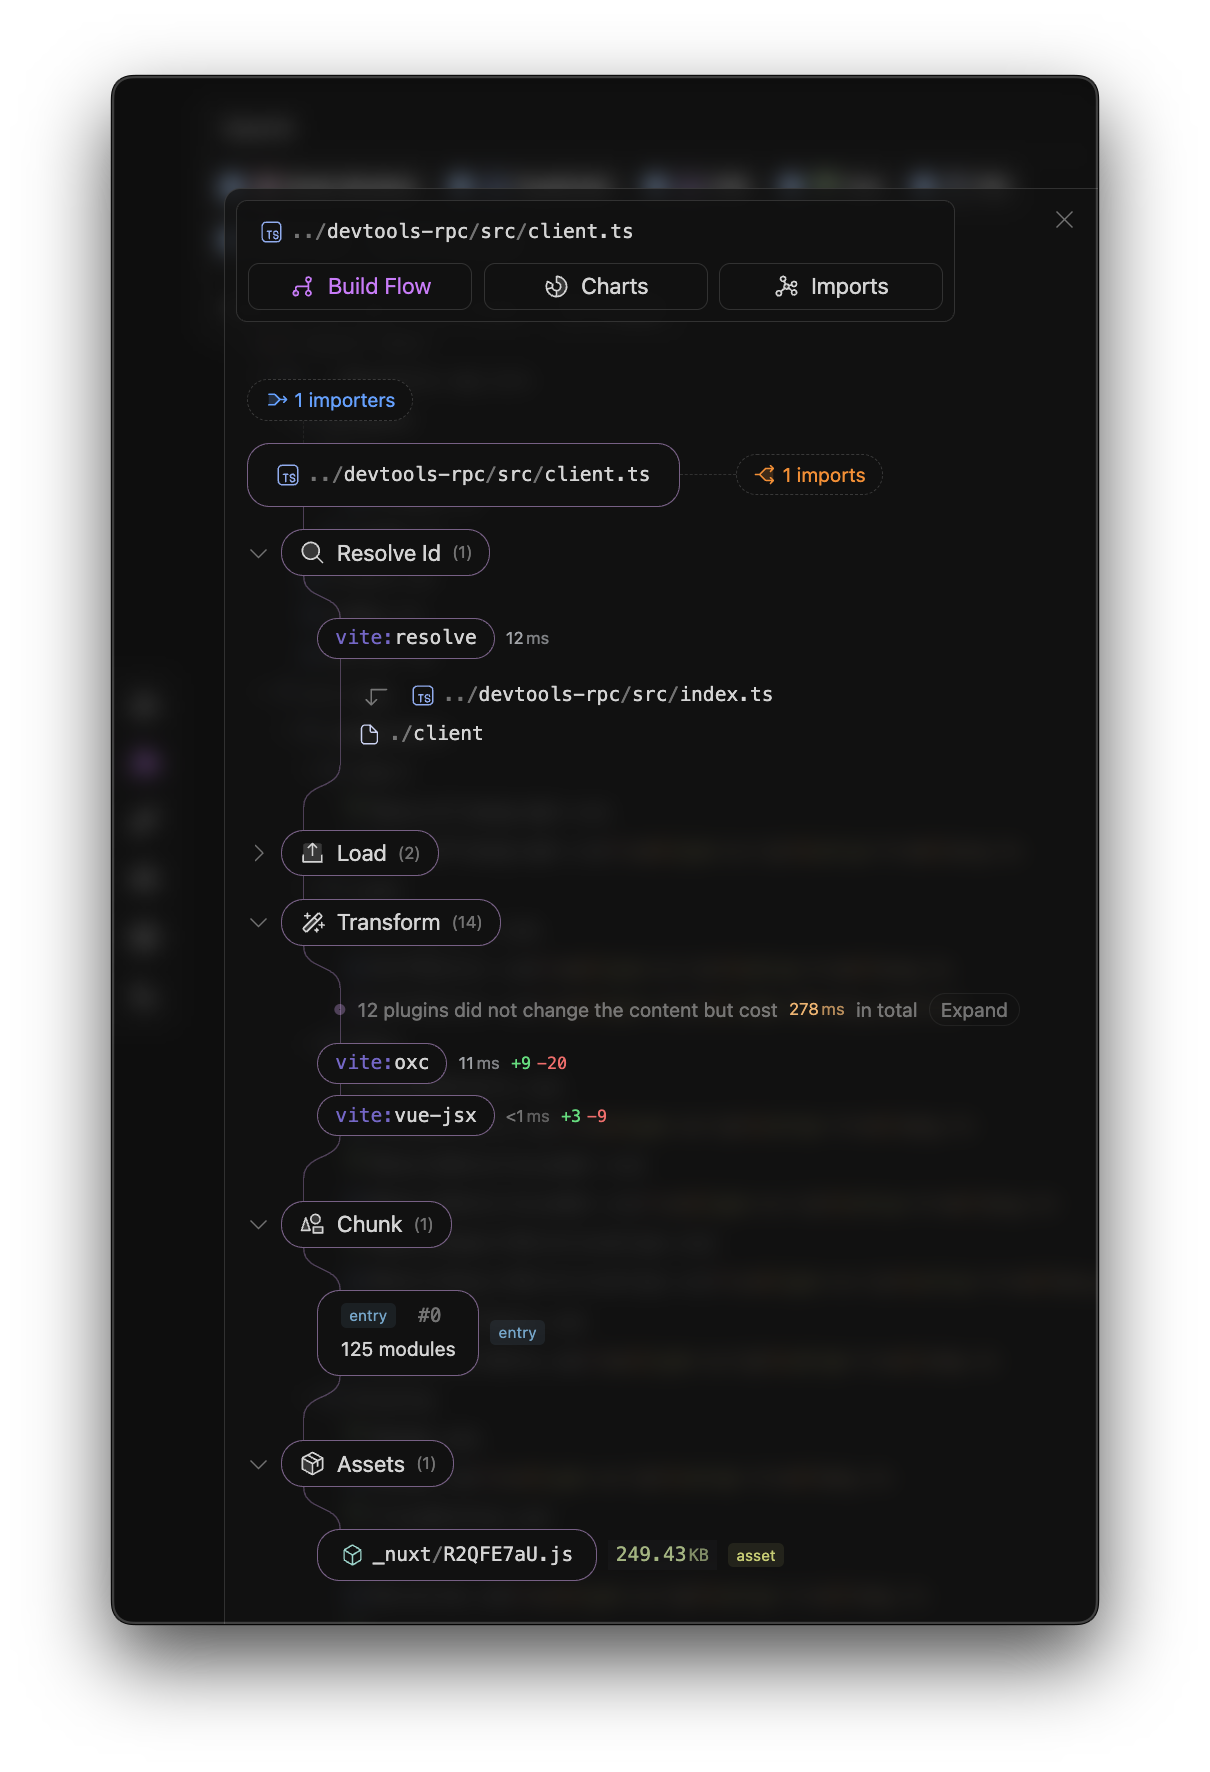 TS ../devtools-rpc/src/client.ts
Build Flow Charts Imports
1 importers
TS ../devtools-rpc/src/client.ts 1 imports
Resolve Id (1)
vite:resolve 12ms
TS ../devtools-rpc/src/index.ts
./client
Load (2)
Transform (14)
12 plugins did not change the content but cost 278ms in total Expand
vite:oxc 11ms +9 −20
vite:vue-jsx <1ms +3 −9
Chunk (1)
entry #0
125 modules
entry
Assets (1)
_nuxt/R2QFE7aU.js 249.43KB asset